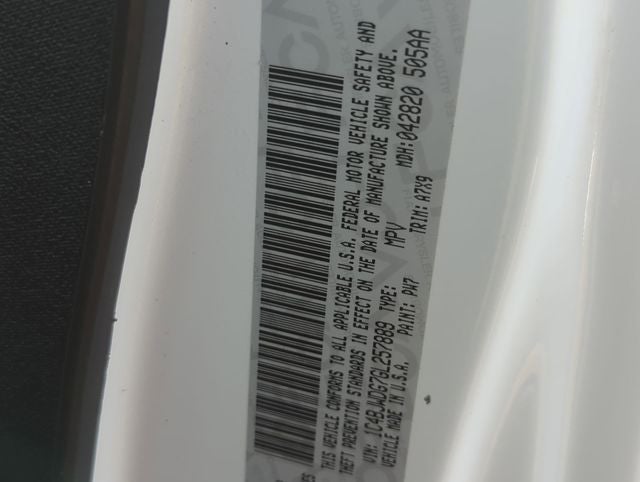 THIS VEHICLE CONFORMS TO ALL APPLICABLE U.S.A. FEDERAL MOTOR VEHICLE SAFETY AND
THEFT PREVENTION STANDARDS IN EFFECT ON THE DATE OF MANUFACTURE SHOWN ABOVE.
VIN: 1C4BJWDG7GL257889 TYPE: MPV MDH:042820 505AA
VEHICLE MADE IN U.S.A. PAINT: PW7 TRIM: A7X9